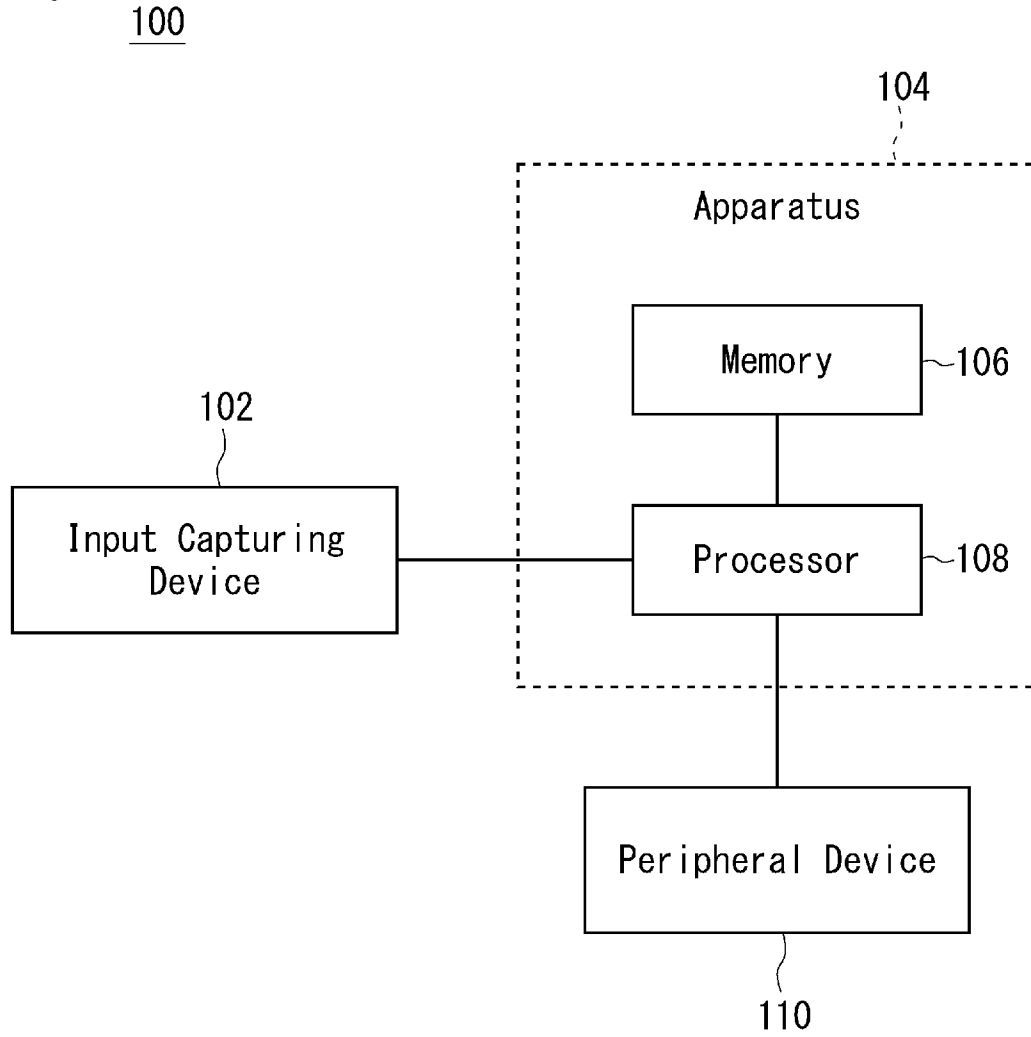 100
104
Apparatus
Memory
106
102
Input Capturing
Device
Processor
108
Peripheral Device
110